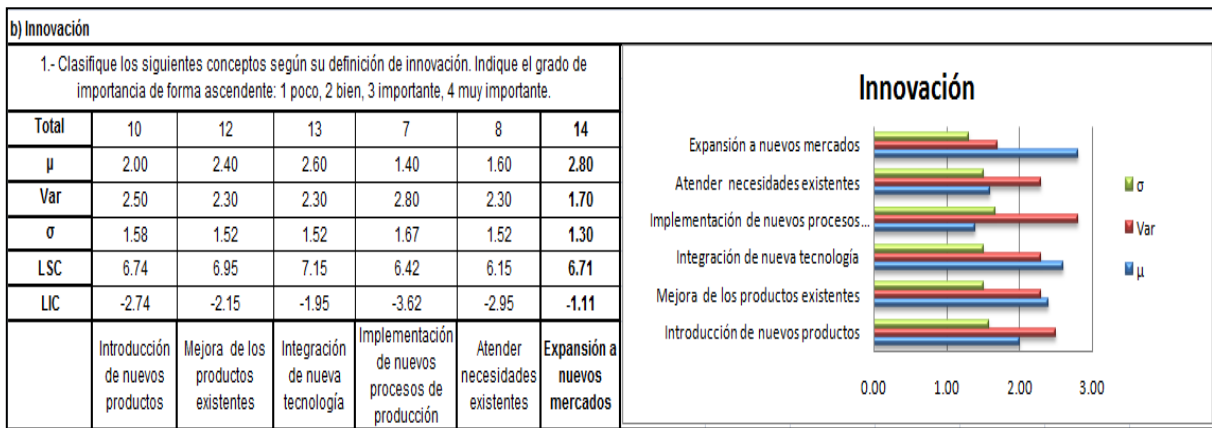 b) Innovación
1.- Clasifique los siguientes conceptos según su definición de innovación. Indique el grado de
importancia de forma ascendente: 1 poco, 2 bien, 3 importante, 4 muy importante.
Total 10 12 13 7 8 14
μ 2.00 2.40 2.60 1.40 1.60 2.80
Var 2.50 2.30 2.30 2.80 2.30 1.70
σ 1.58 1.52 1.52 1.67 1.52 1.30
LSC 6.74 6.95 7.15 6.42 6.15 6.71
LIC -2.74 -2.15 -1.95 -3.62 -2.95 -1.11
Introducción
de nuevos
productos
Mejora de los
productos
existentes
Integración
de nueva
tecnología
Implementación
de nuevos
procesos de
producción
Atender
necesidades
existentes
Expansión a
nuevos
mercados
Innovación
Expansión a nuevos mercados
Atender necesidades existentes
Implementación de nuevos procesos...
Integración de nueva tecnología
Mejora de los productos existentes
Introducción de nuevos productos
0.00 1.00 2.00 3.00
σ
Var
μ